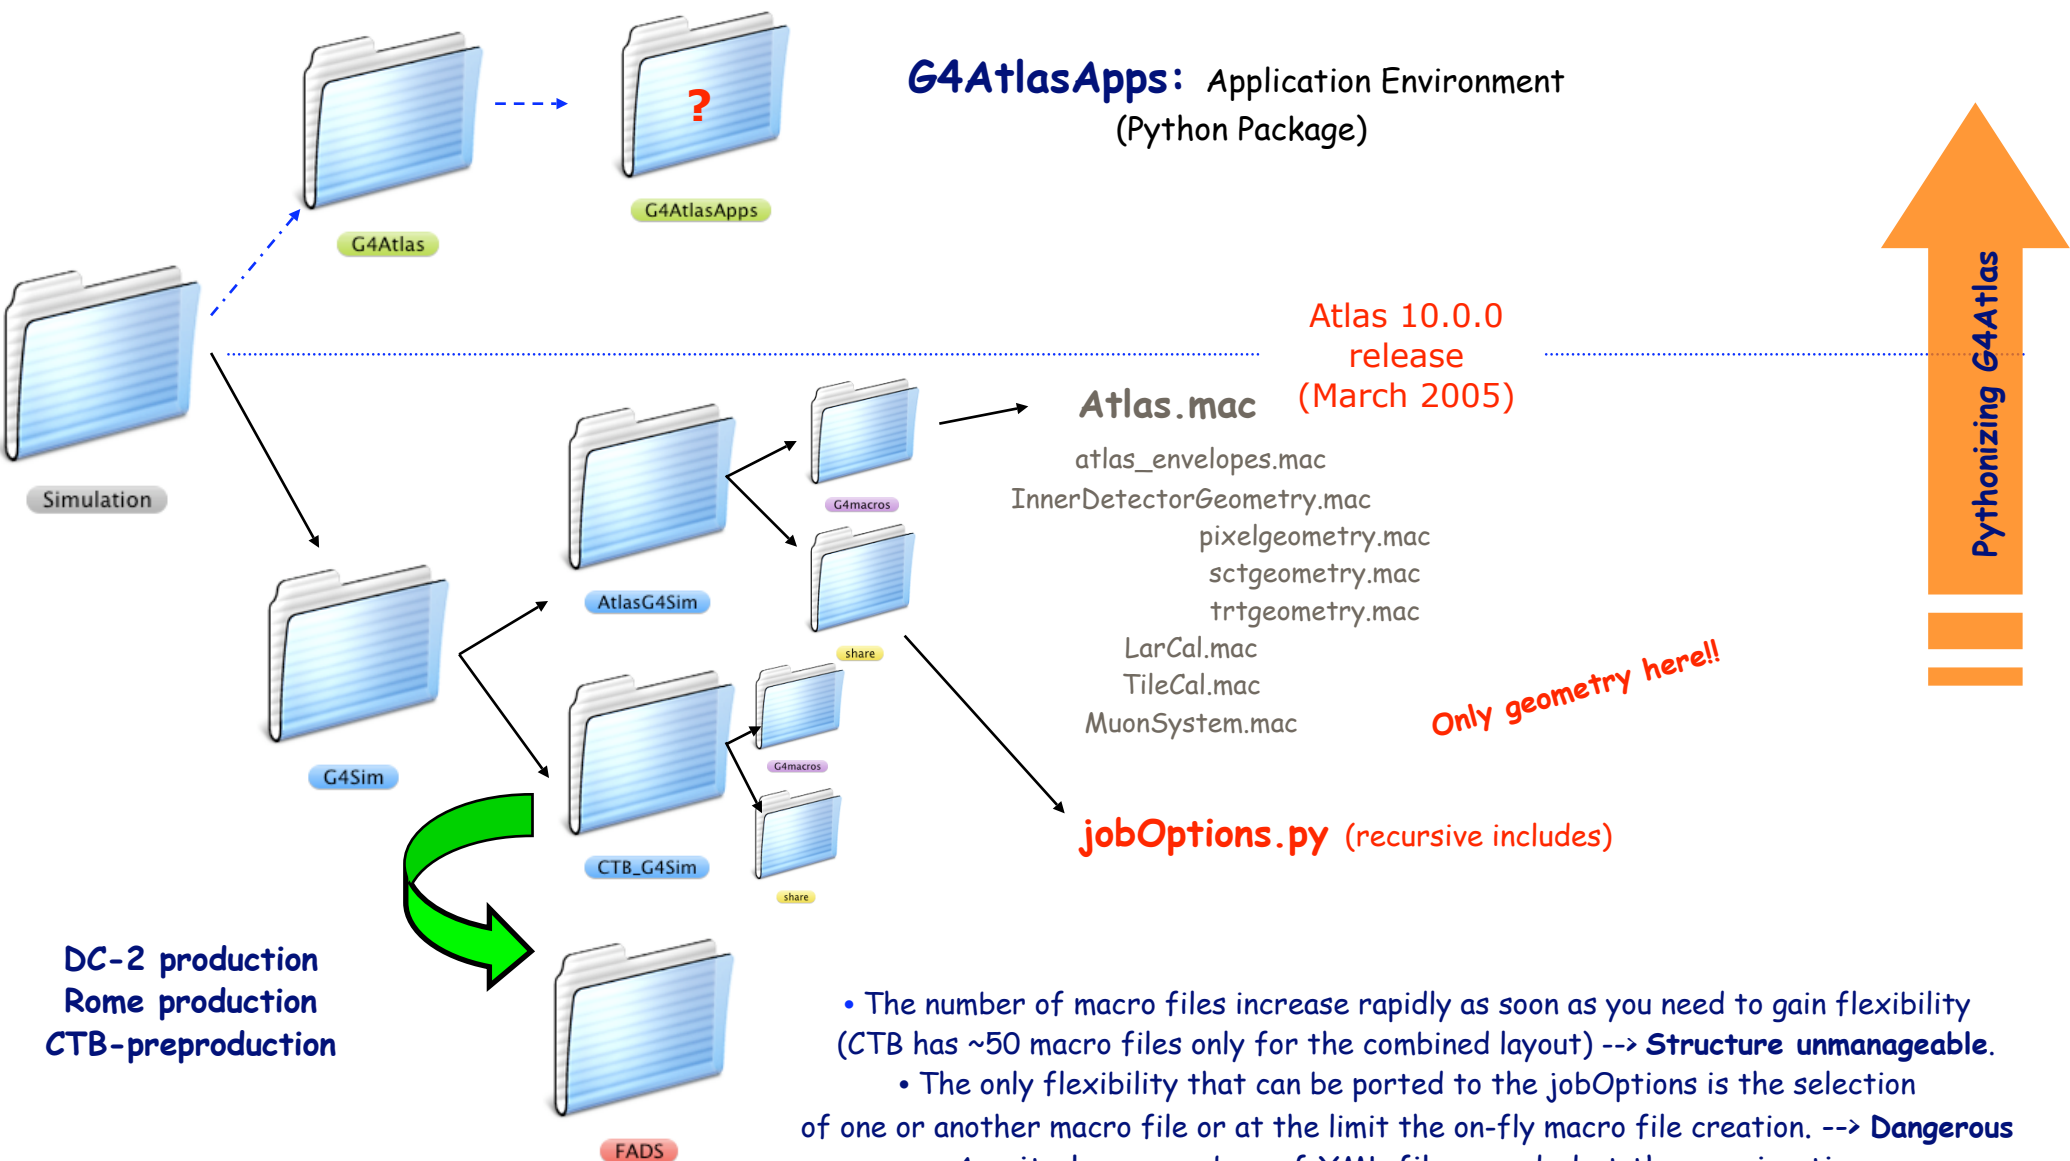 G4AtlasApps: Application Environment
(Python Package)
?
G4AtlasApps
G4Atlas
Pythonizing G4Atlas
Atlas 10.0.0
release
(March 2005)
Simulation
Atlas.mac
atlas_envelopes.mac
InnerDetectorGeometry.mac
pixelgeometry.mac
sctgeometry.mac
trtgeometry.mac
LarCal.mac
TileCal.mac
MuonSystem.mac
Only geometry here!!
G4macros
AtlasG4Sim
share
G4Sim
G4macros
jobOptions.py (recursive includes)
CTB_G4Sim
share
DC-2 production
Rome production
CTB-preproduction
FADS
• The number of macro files increase rapidly as soon as you need to gain flexibility
(CTB has ~50 macro files only for the combined layout) --> Structure unmanageable.
• The only flexibility that can be ported to the jobOptions is the selection
of one or another macro file or at the limit the on-fly macro file creation. --> Dangerous